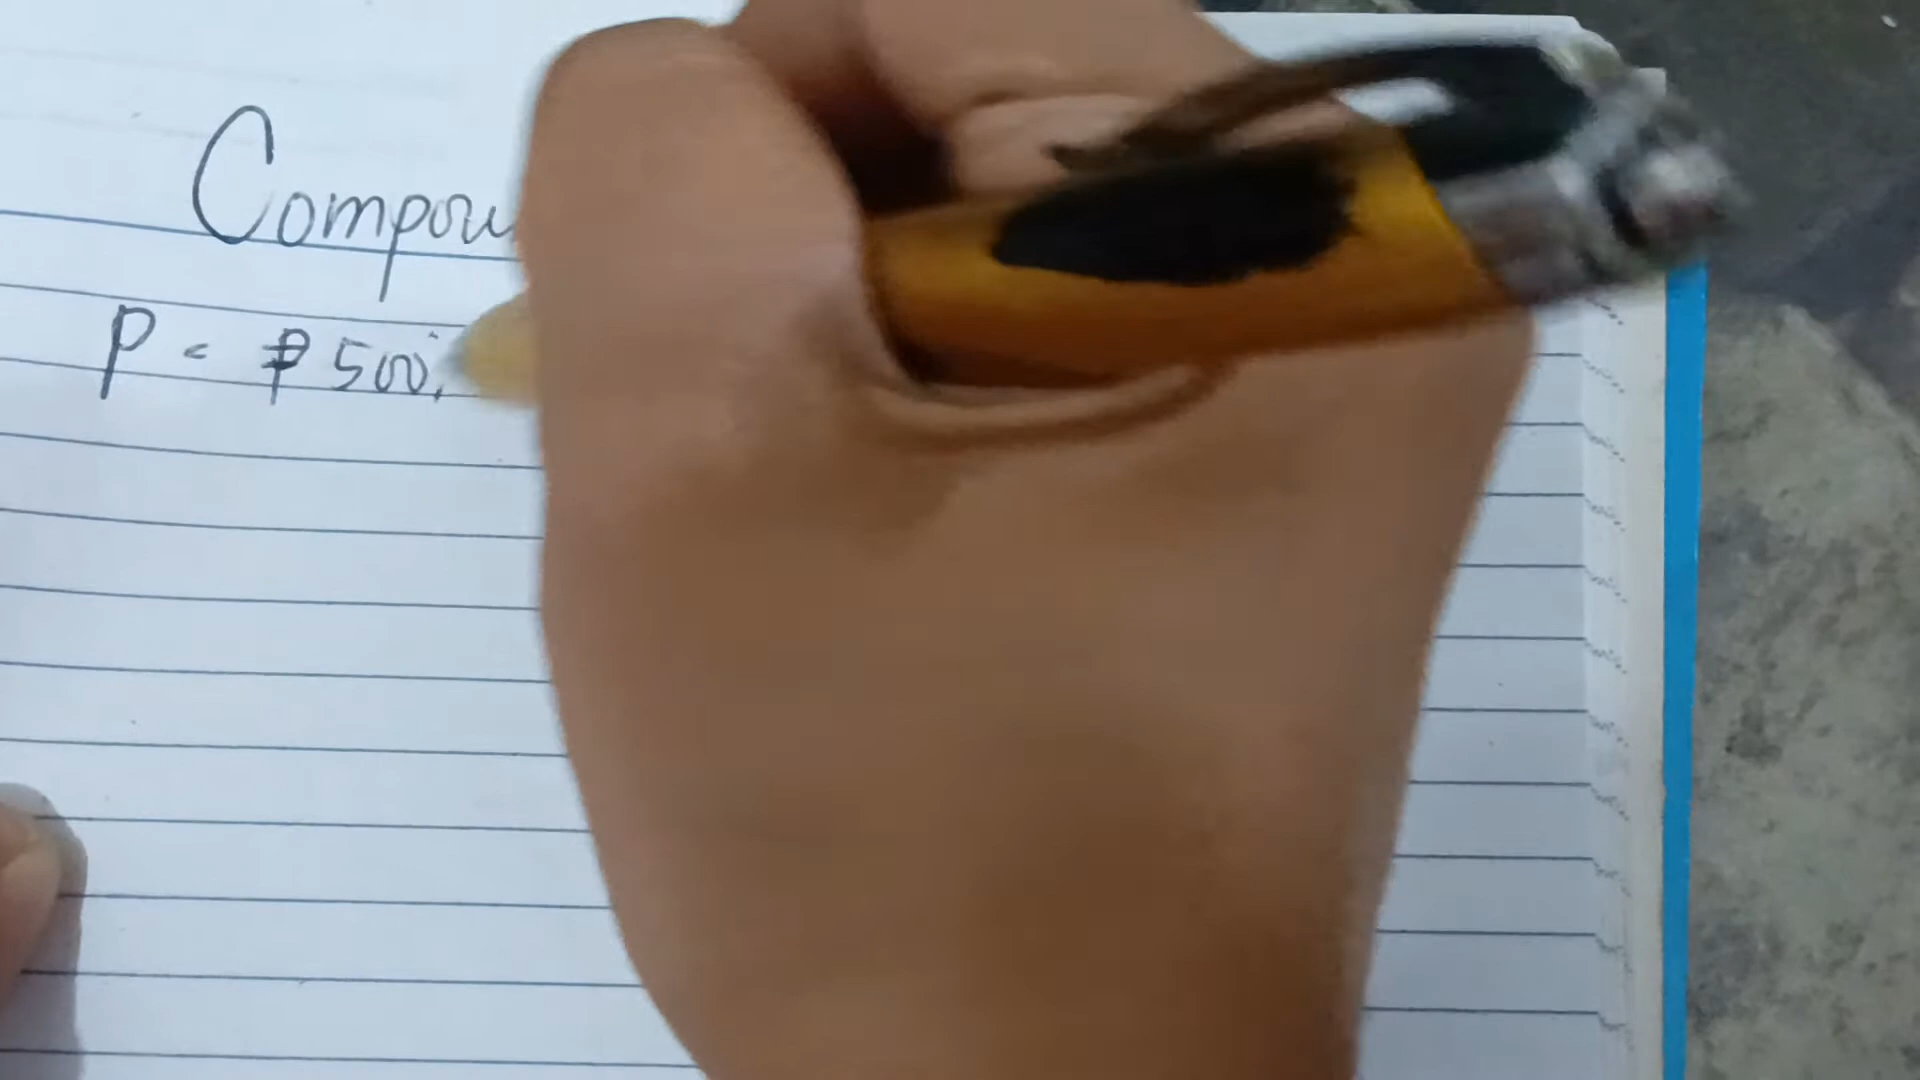 Compou
P = ₱ 500,